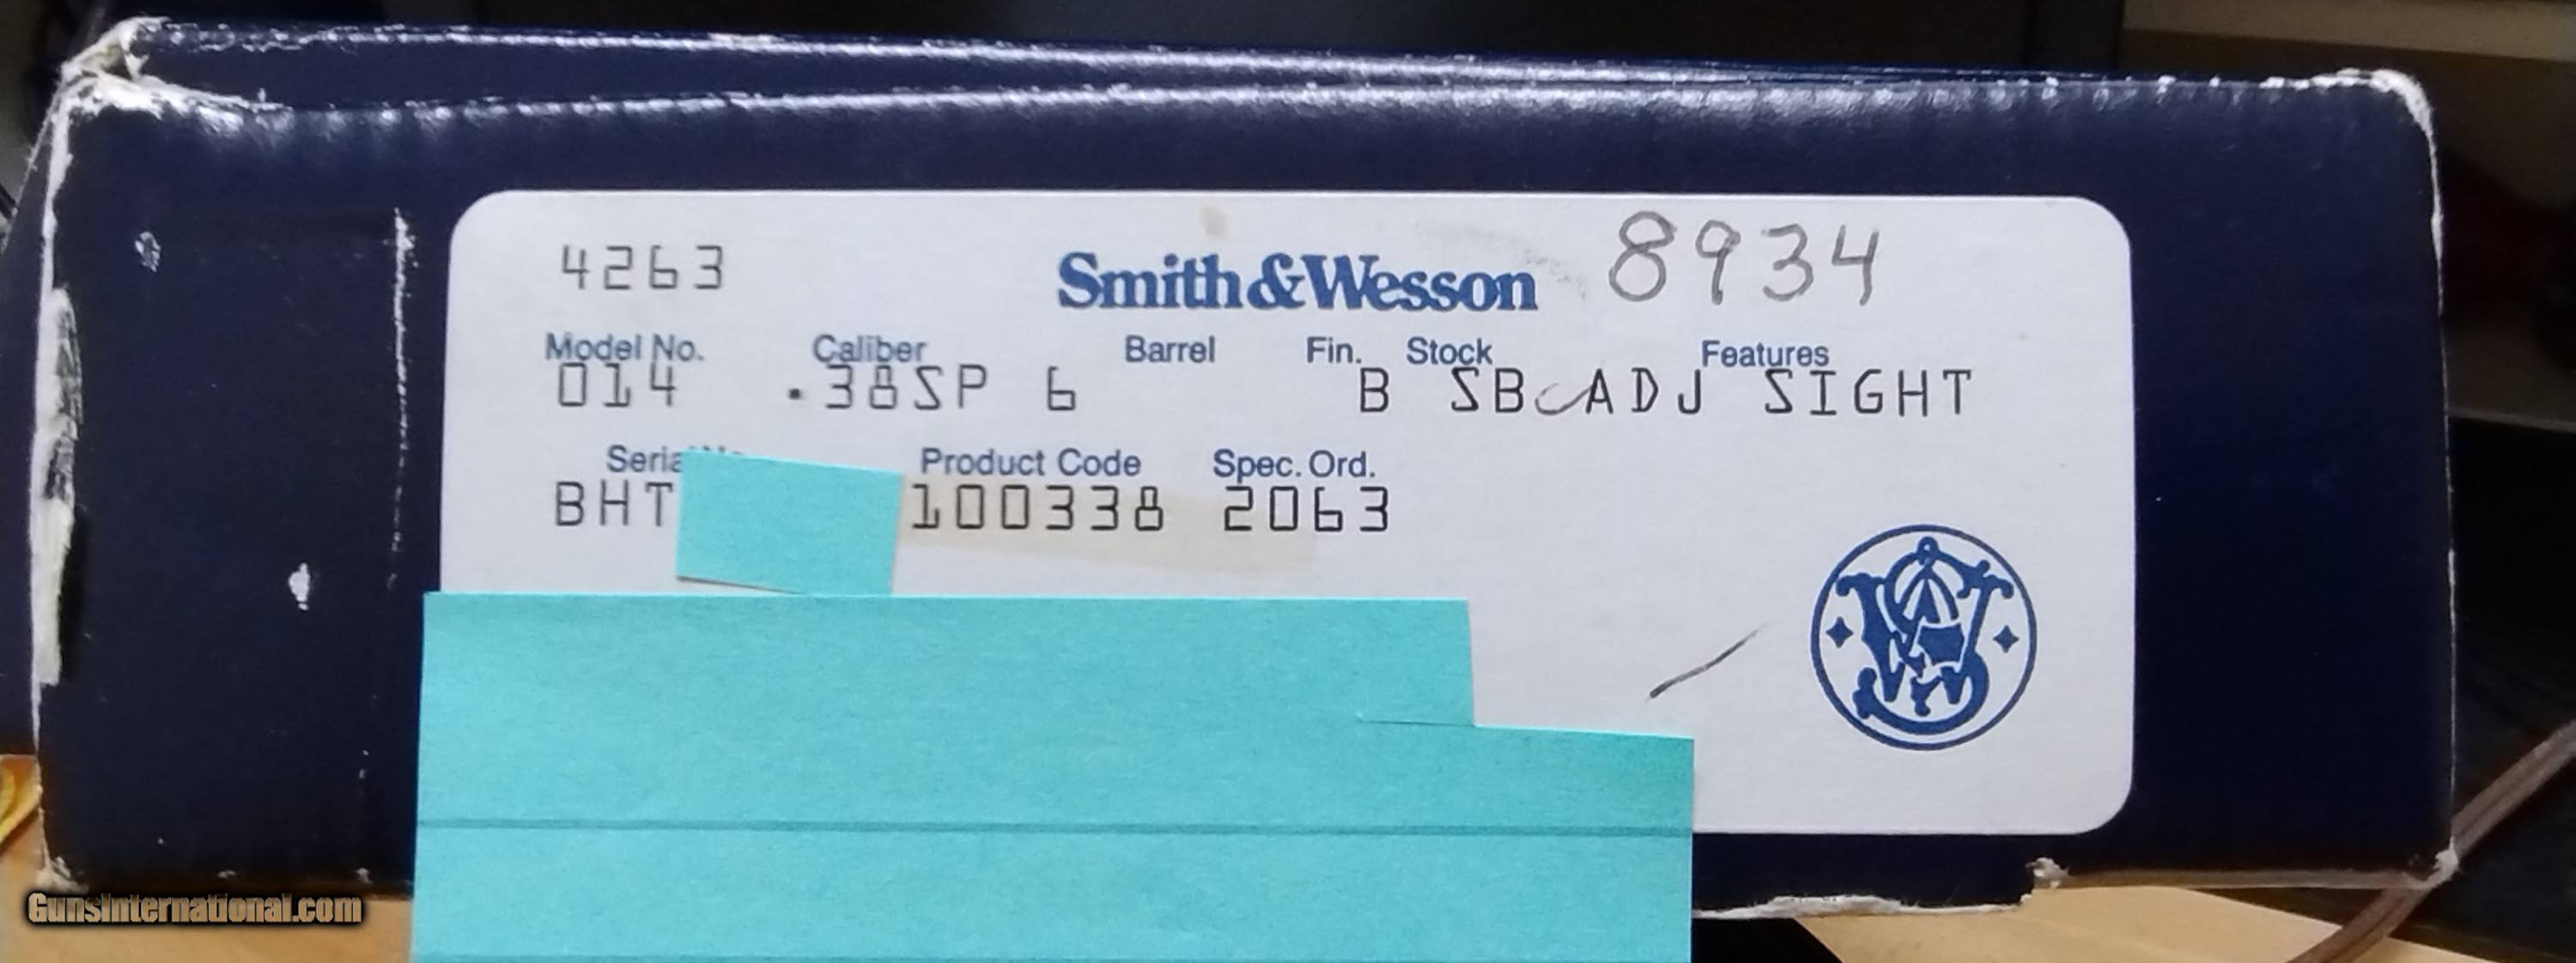 4263 Smith&Wesson 8934
Model No. Caliber Barrel Fin. Stock Features
014 .38SP 6 B SB ADJ SIGHT
Product Code Spec. Ord.
BHT 100338 2063
GunsInternational.com